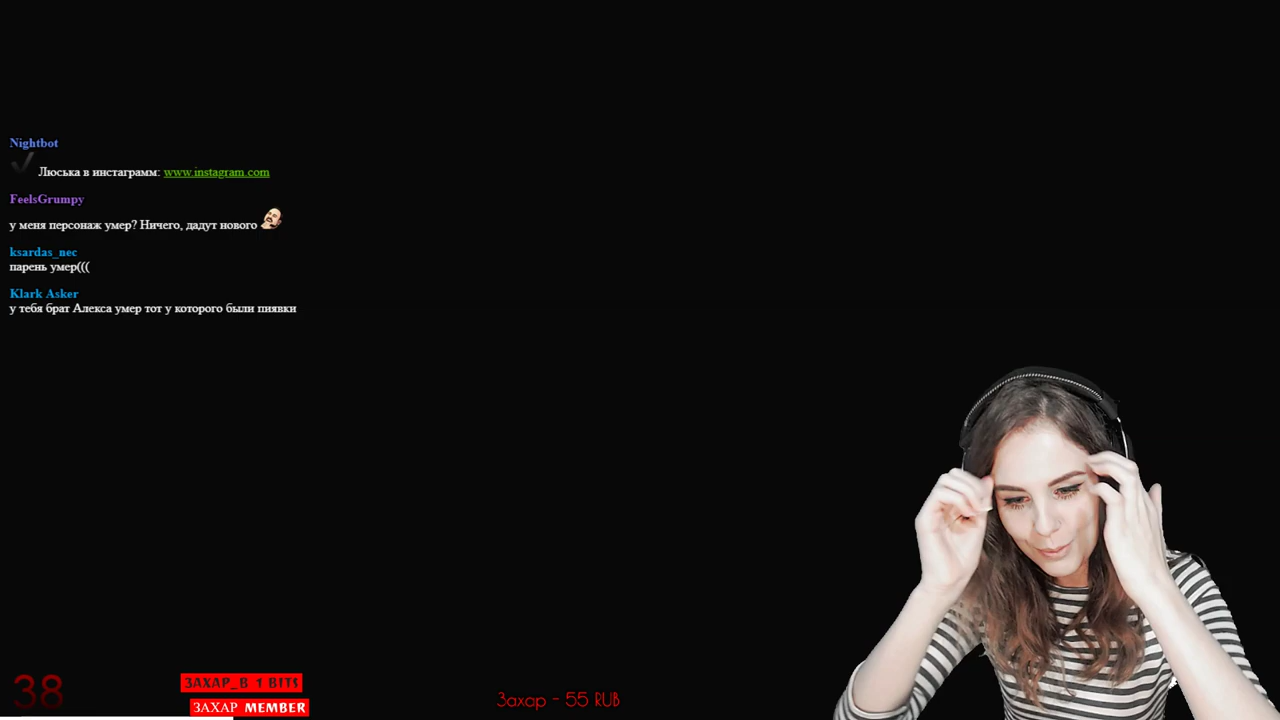 Nightbot
Люська в инстаграмм: www.instagram.com
FeelsGrumpy
у меня персонаж умер? Ничего, дадут нового
ksardas_nec
парень умер(((
Klark Asker
у тебя брат Алекса умер тот у которого были пиявки
38
ЗАХАР_В 1 BITS
ЗАХАР MEMBER
Захар - 55 RUB